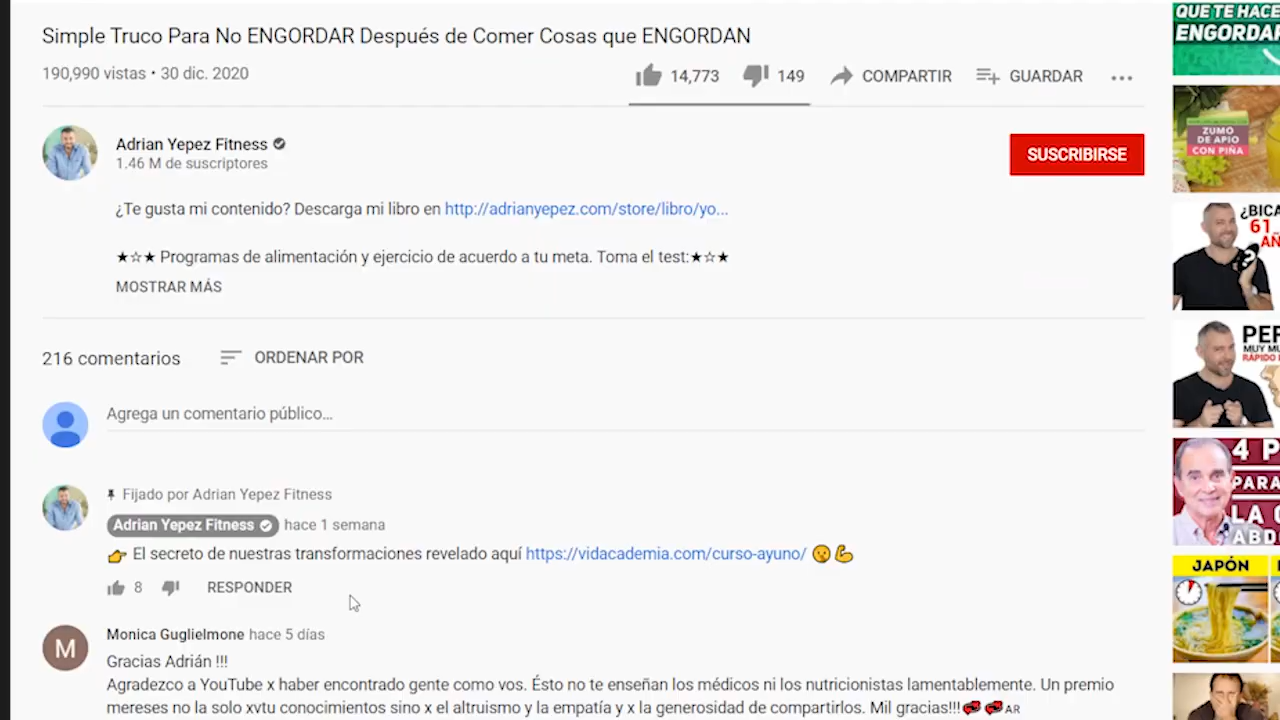 Simple Truco Para No ENGORDAR Después de Comer Cosas que ENGORDAN
190,990 vistas • 30 dic. 2020
14,773 149 COMPARTIR GUARDAR
Adrian Yepez Fitness
1.46 M de suscriptores
SUSCRIBIRSE
¿Te gusta mi contenido? Descarga mi libro en http://adrianyepez.com/store/libro/yo...
★☆★ Programas de alimentación y ejercicio de acuerdo a tu meta. Toma el test:★☆★
MOSTRAR MÁS
216 comentarios ORDENAR POR
Agrega un comentario público...
Fijado por Adrian Yepez Fitness
Adrian Yepez Fitness hace 1 semana
👉 El secreto de nuestras transformaciones revelado aquí https://vidacademia.com/curso-ayuno/ 😯💪
8 RESPONDER
M
Monica Guglielmone hace 5 días
Gracias Adrián !!!
Agradezco a YouTube x haber encontrado gente como vos. Ésto no te enseñan los médicos ni los nutricionistas lamentablemente. Un premio
mereses no la solo xvtu conocimientos sino x el altruismo y la empatía y x la generosidad de compartirlos. Mil gracias!!!💞💞AR
QUE TE HACE
ENGORDAR
ZUMO
DE APIO
CON PIÑA
¿BICA
61
AÑ
?
PER
MUY MU
RÁPIDO
4 P
PARA
LA
ABD
JAPÓN